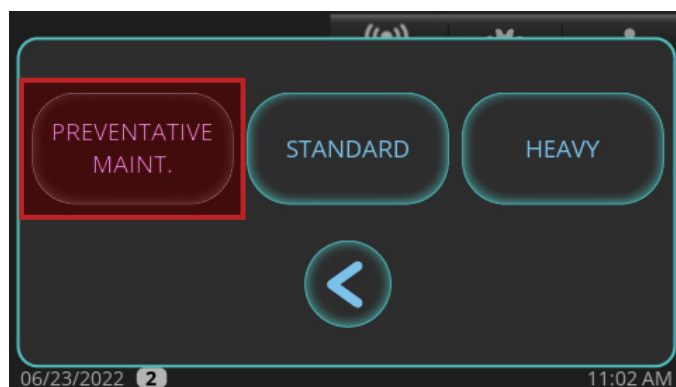 PREVENTATIVE
MAINT.
STANDARD
HEAVY
06/23/2022 2
11:02 AM